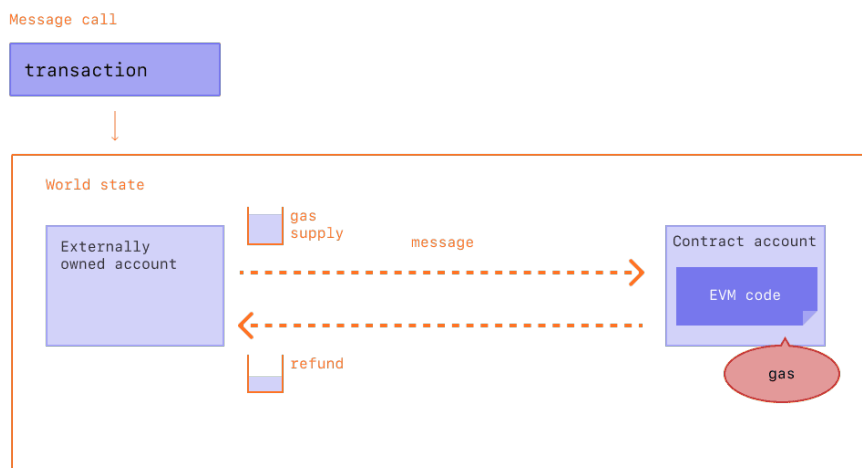 Message call
transaction
World state
gas
supply
message
Externally
owned account
Contract account
EVM code
refund
gas